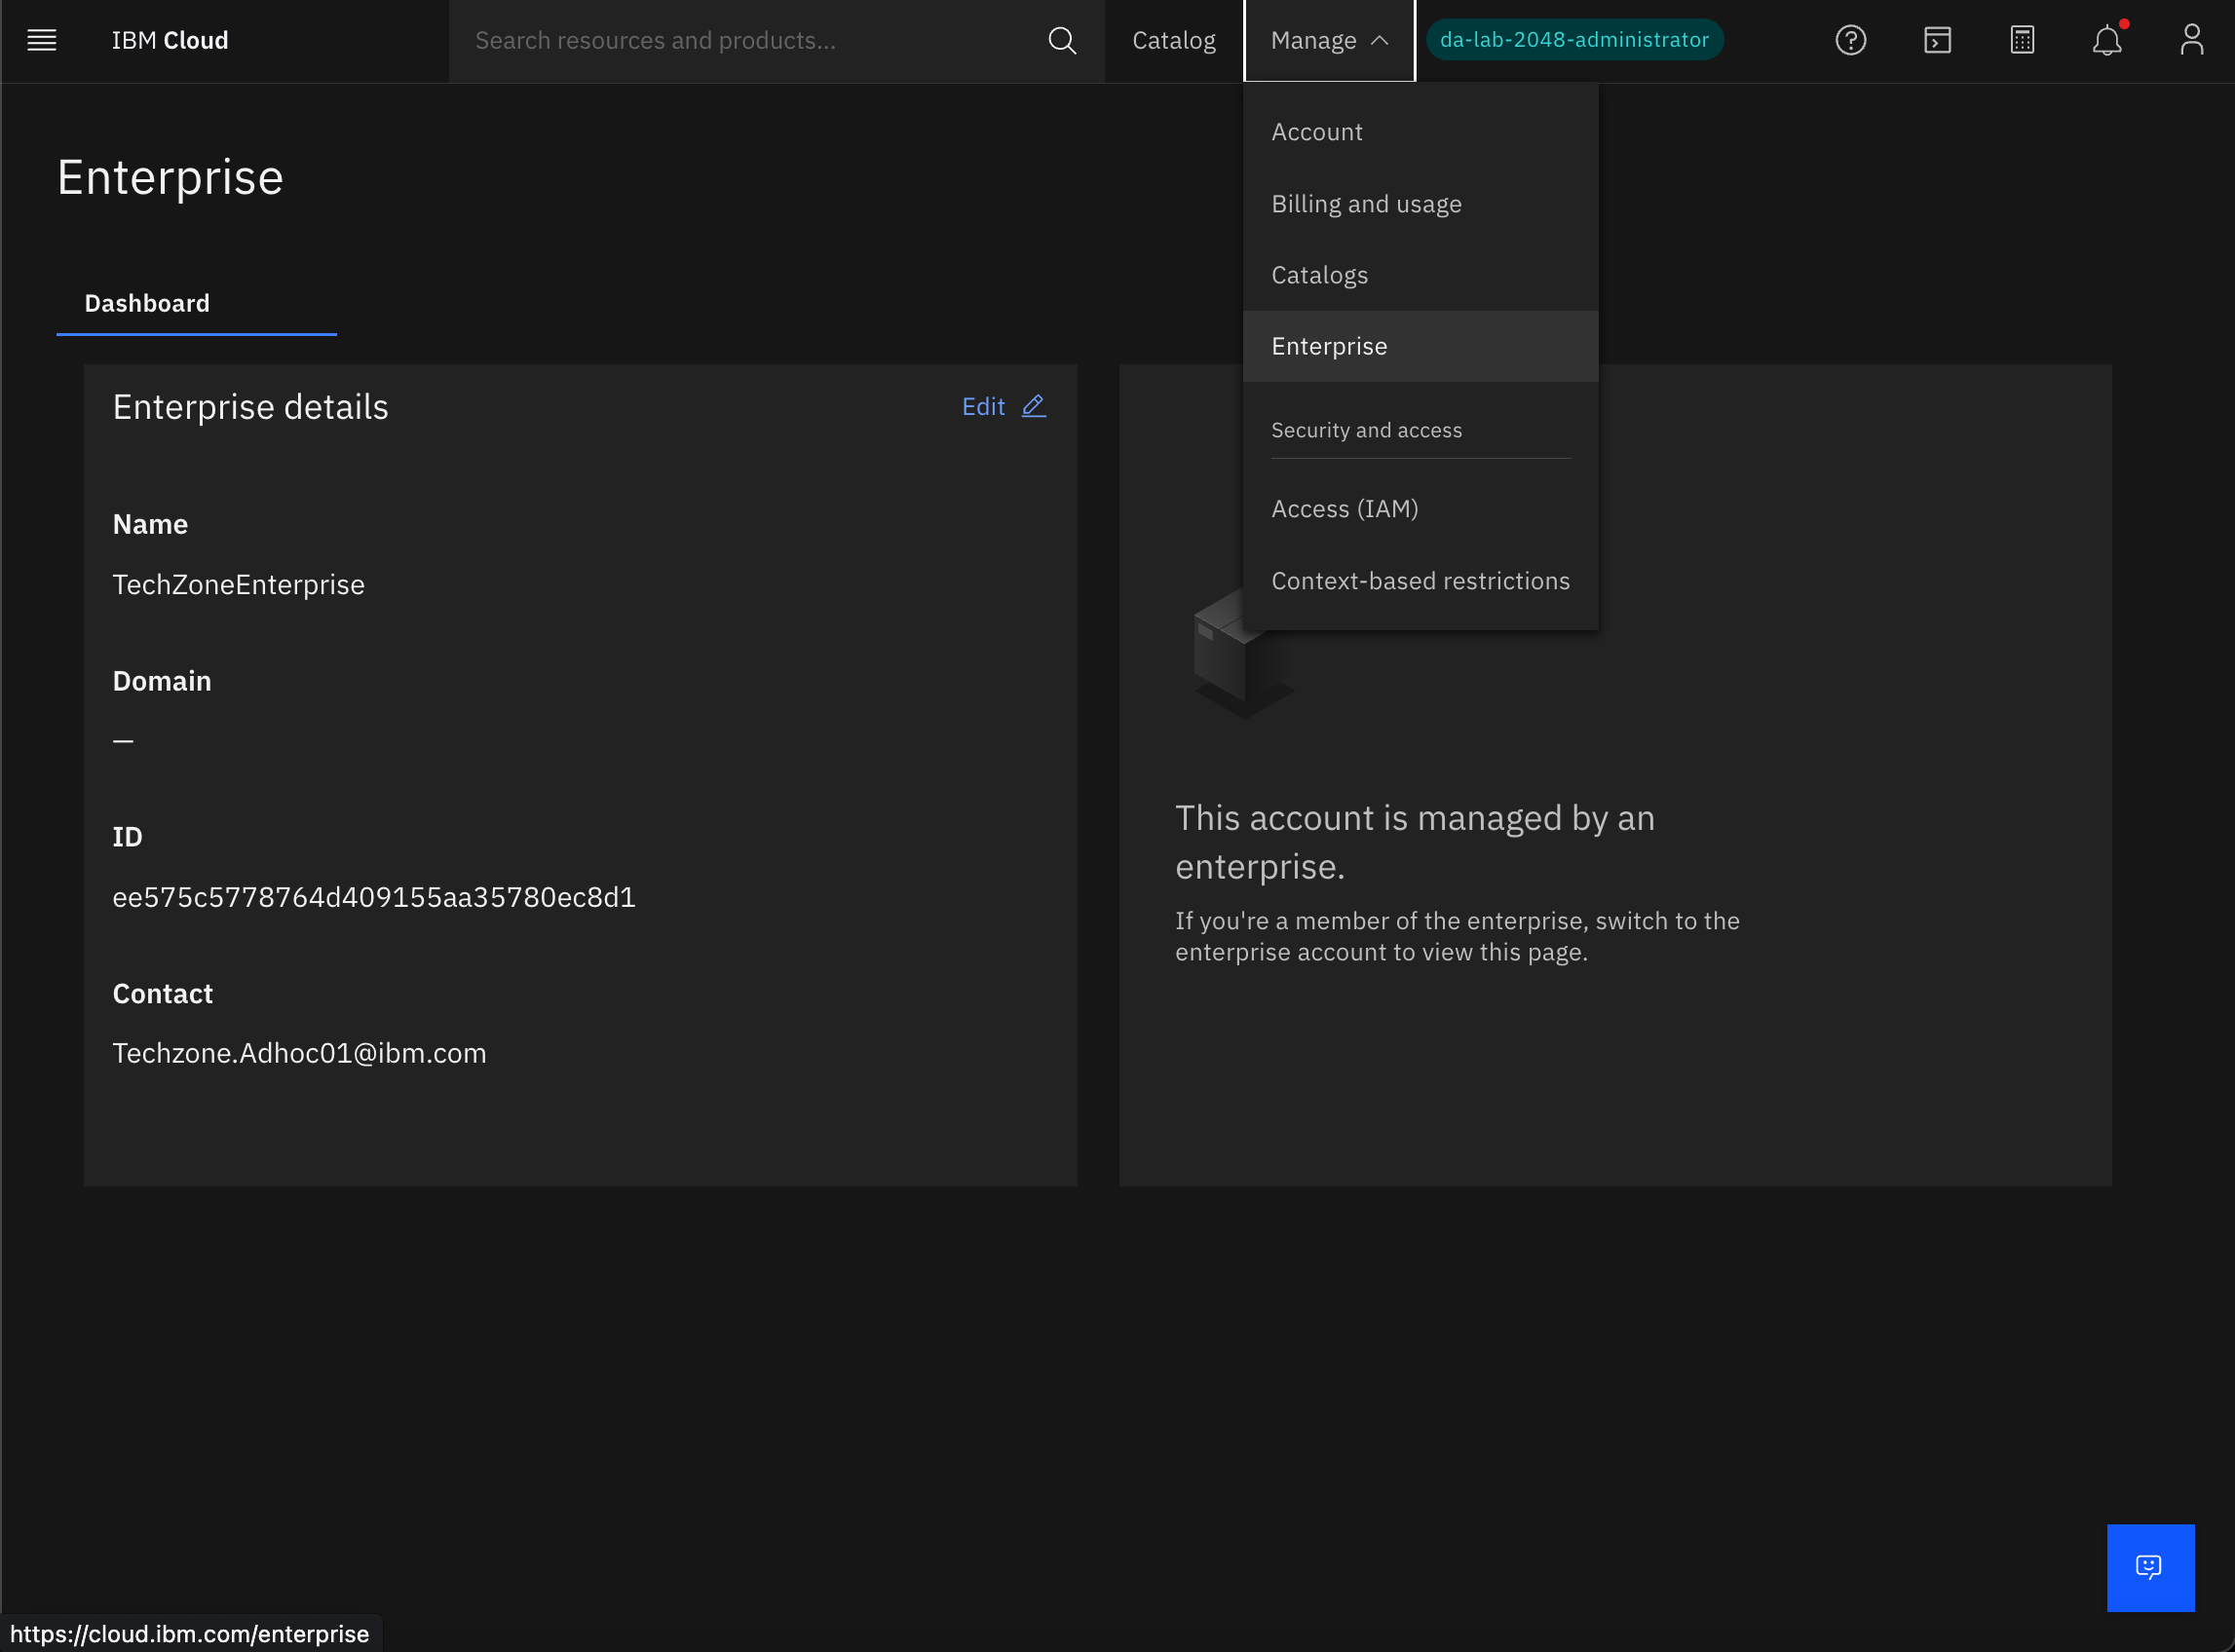 IBM Cloud
Search resources and products...
Catalog
Manage
da-lab-2048-administrator
Account
Billing and usage
Catalogs
Enterprise
Security and access
Access (IAM)
Context-based restrictions
Enterprise
Dashboard
Enterprise details
Edit
Name
TechZoneEnterprise
Domain
—
ID
ee575c5778764d409155aa35780ec8d1
Contact
Techzone.Adhoc01@ibm.com
This account is managed by an
enterprise.
If you're a member of the enterprise, switch to the
enterprise account to view this page.
https://cloud.ibm.com/enterprise